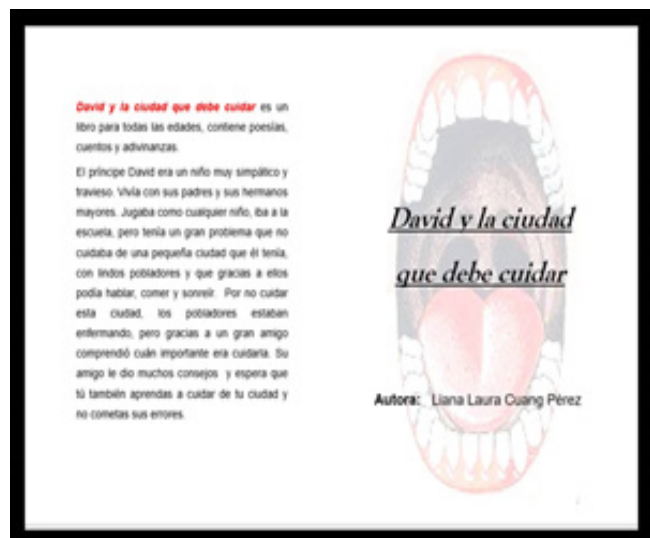 David y la ciudad que debe cuidar es un
libro para todas las edades, contiene poesías,
cuentos y adivinanzas.
El príncipe David era un niño muy simpático y
travieso. Vivía con sus padres y sus hermanos
mayores. Jugaba como cualquier niño, iba a la
escuela, pero tenía un gran problema que no
cuidaba de una pequeña ciudad que él tenía,
con lindos pobladores y que gracias a ellos
podía hablar, comer y sonreír. Por no cuidar
esta ciudad, los pobladores estaban
enfermando, pero gracias a un gran amigo
comprendió cuán importante era cuidarla. Su
amigo le dio muchos consejos y espera que
tú también aprendas a cuidar de tu ciudad y
no cometas sus errores.
David y la ciudad
que debe cuidar
Autora: Liana Laura Cuang Pérez